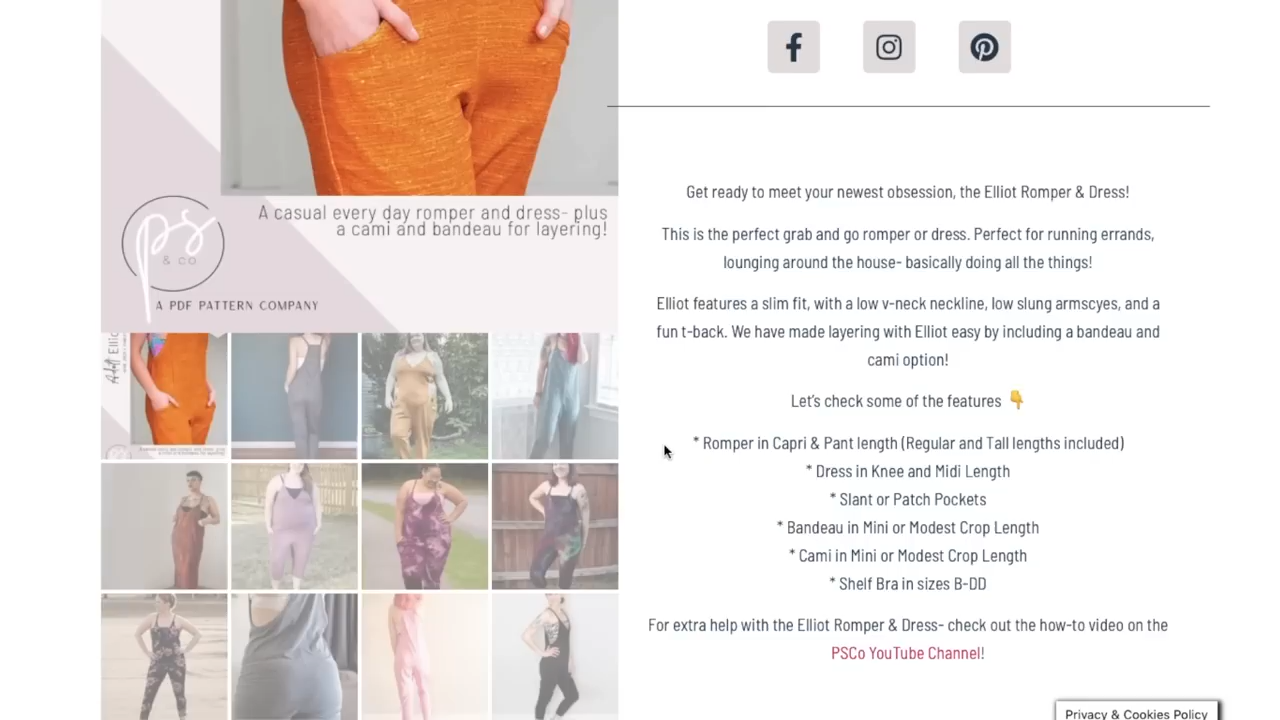 A casual every day romper and dress- plus
a cami and bandeau for layering!
ps
& co
A PDF PATTERN COMPANY
Get ready to meet your newest obsession, the Elliot Romper & Dress!
This is the perfect grab and go romper or dress. Perfect for running errands,
lounging around the house- basically doing all the things!
Elliot features a slim fit, with a low v-neck neckline, low slung armscyes, and a
fun t-back. We have made layering with Elliot easy by including a bandeau and
cami option!
Let’s check some of the features 👇
* Romper in Capri & Pant length (Regular and Tall lengths included)
* Dress in Knee and Midi Length
* Slant or Patch Pockets
* Bandeau in Mini or Modest Crop Length
* Cami in Mini or Modest Crop Length
* Shelf Bra in sizes B-DD
For extra help with the Elliot Romper & Dress- check out the how-to video on the
PSCo YouTube Channel!
Privacy & Cookies Policy